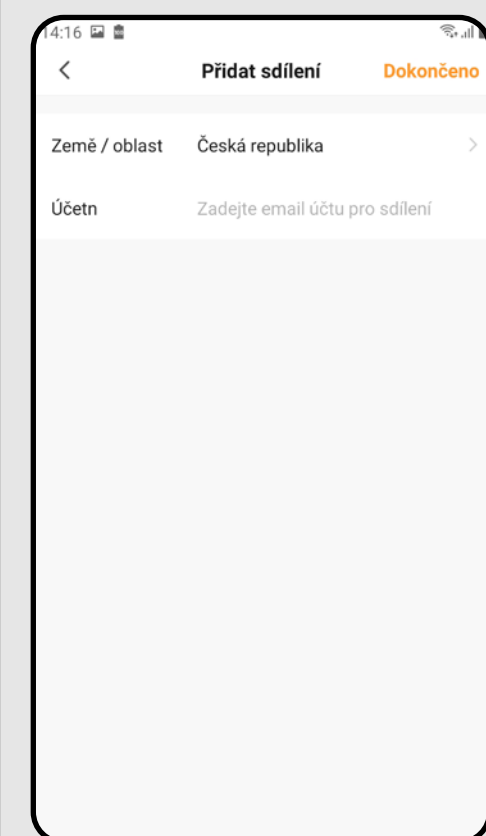 14:16
Přidat sdílení Dokončeno
Země / oblast Česká republika
Účetn Zadejte email účtu pro sdílení